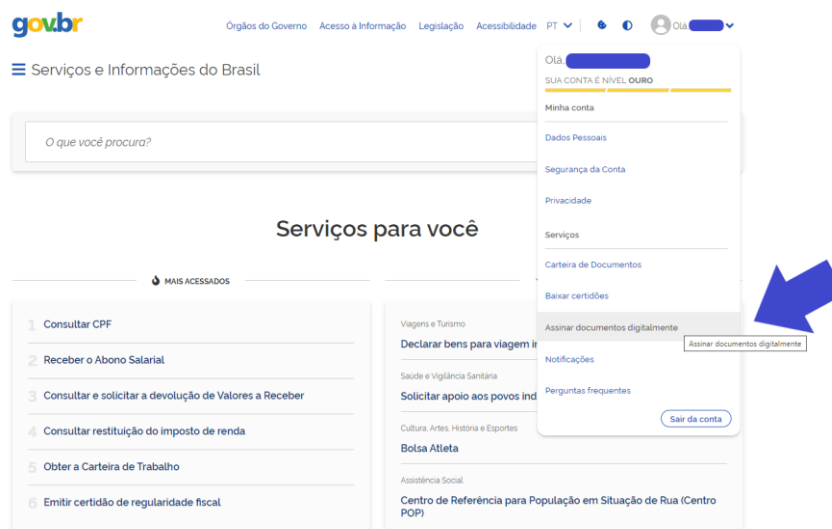 gov.br
Órgãos do Governo Acesso à Informação Legislação Acessibilidade PT Olá,
Serviços e Informações do Brasil
O que você procura?
Olá,
SUA CONTA É NÍVEL OURO
Minha conta
Dados Pessoais
Segurança da Conta
Privacidade
Serviços
Carteira de Documentos
Baixar certidões
Assinar documentos digitalmente
Assinar documentos digitalmente
Notificações
Perguntas frequentes
Sair da conta
Serviços para você
MAIS ACESSADOS
1 Consultar CPF
2 Receber o Abono Salarial
3 Consultar e solicitar a devolução de Valores a Receber
4 Consultar restituição do imposto de renda
5 Obter a Carteira de Trabalho
6 Emitir certidão de regularidade fiscal
Viagens e Turismo
Declarar bens para viagem
Saúde e Vigilância Sanitária
Solicitar apoio aos povos
Cultura, Artes, História e Esportes
Bolsa Atleta
Assistência Social
Centro de Referência para População em Situação de Rua (Centro
POP)